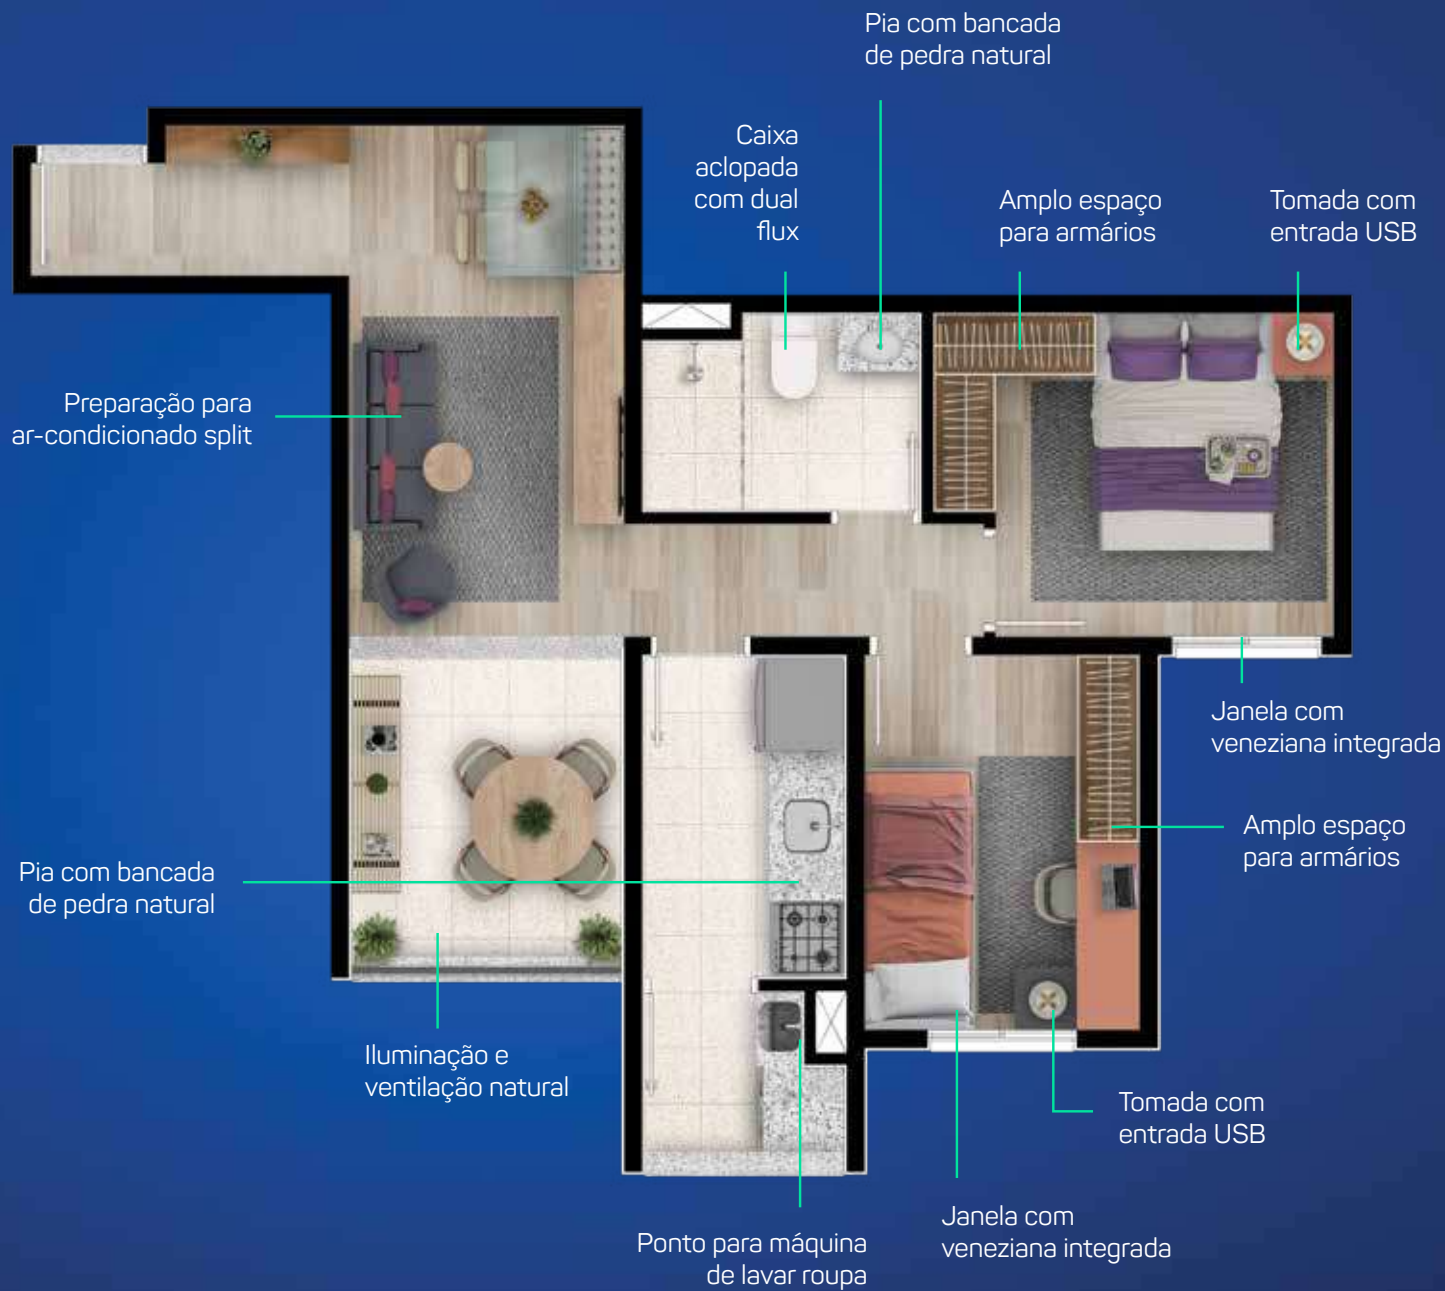 Pia com bancada
de pedra natural
Caixa
aclopada
com dual
flux
Amplo espaço
para armários
Tomada com
entrada USB
Preparação para
ar-condicionado split
Janela com
veneziana integrada
Amplo espaço
para armários
Pia com bancada
de pedra natural
Iluminação e
ventilação natural
Tomada com
entrada USB
Janela com
veneziana integrada
Ponto para máquina
de lavar roupa